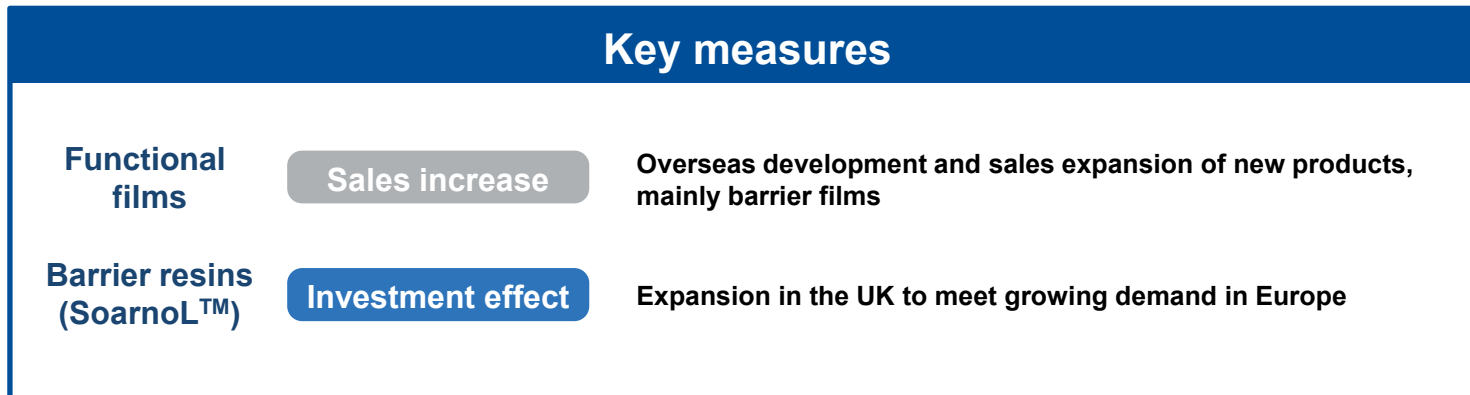 Key measures
Functional
films
Sales increase
Overseas development and sales expansion of new products,
mainly barrier films
Barrier resins
(SoarnoL™)
Investment effect
Expansion in the UK to meet growing demand in Europe